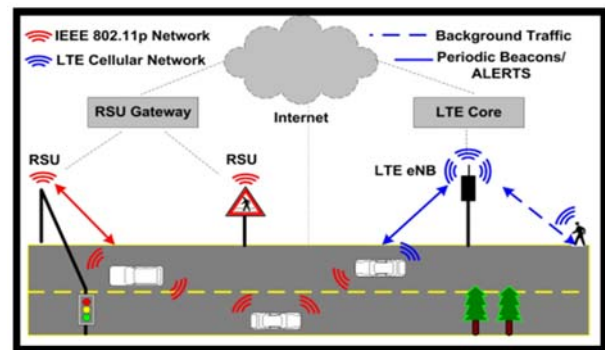 IEEE 802.11p Network
LTE Cellular Network
Background Traffic
Periodic Beacons/
ALERTS
RSU Gateway
Internet
LTE Core
RSU
RSU
LTE eNB